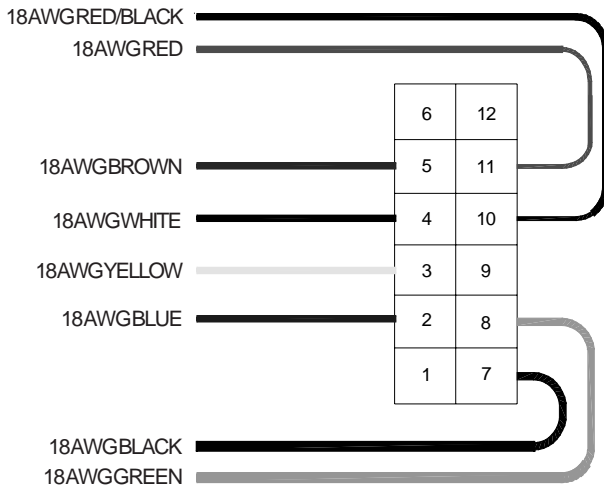 18AWGRED/BLACK
18AWGRED
6 12
18AWGBROWN 5 11
18AWGWHITE 4 10
18AWGYELLOW 3 9
18AWGBLUE 2 8
1 7
18AWGBLACK
18AWGGREEN